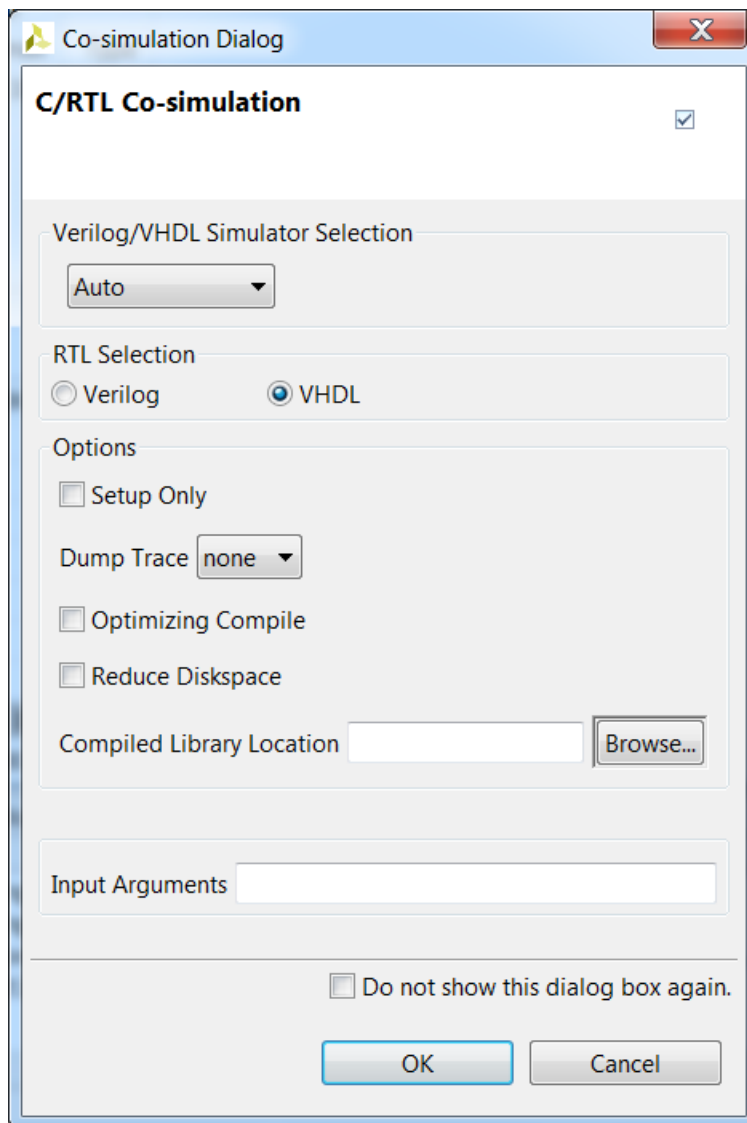 Co-simulation Dialog
C/RTL Co-simulation
Verilog/VHDL Simulator Selection
Auto
RTL Selection
Verilog VHDL
Options
Setup Only
Dump Trace none
Optimizing Compile
Reduce Diskspace
Compiled Library Location Browse...
Input Arguments
Do not show this dialog box again.
OK Cancel